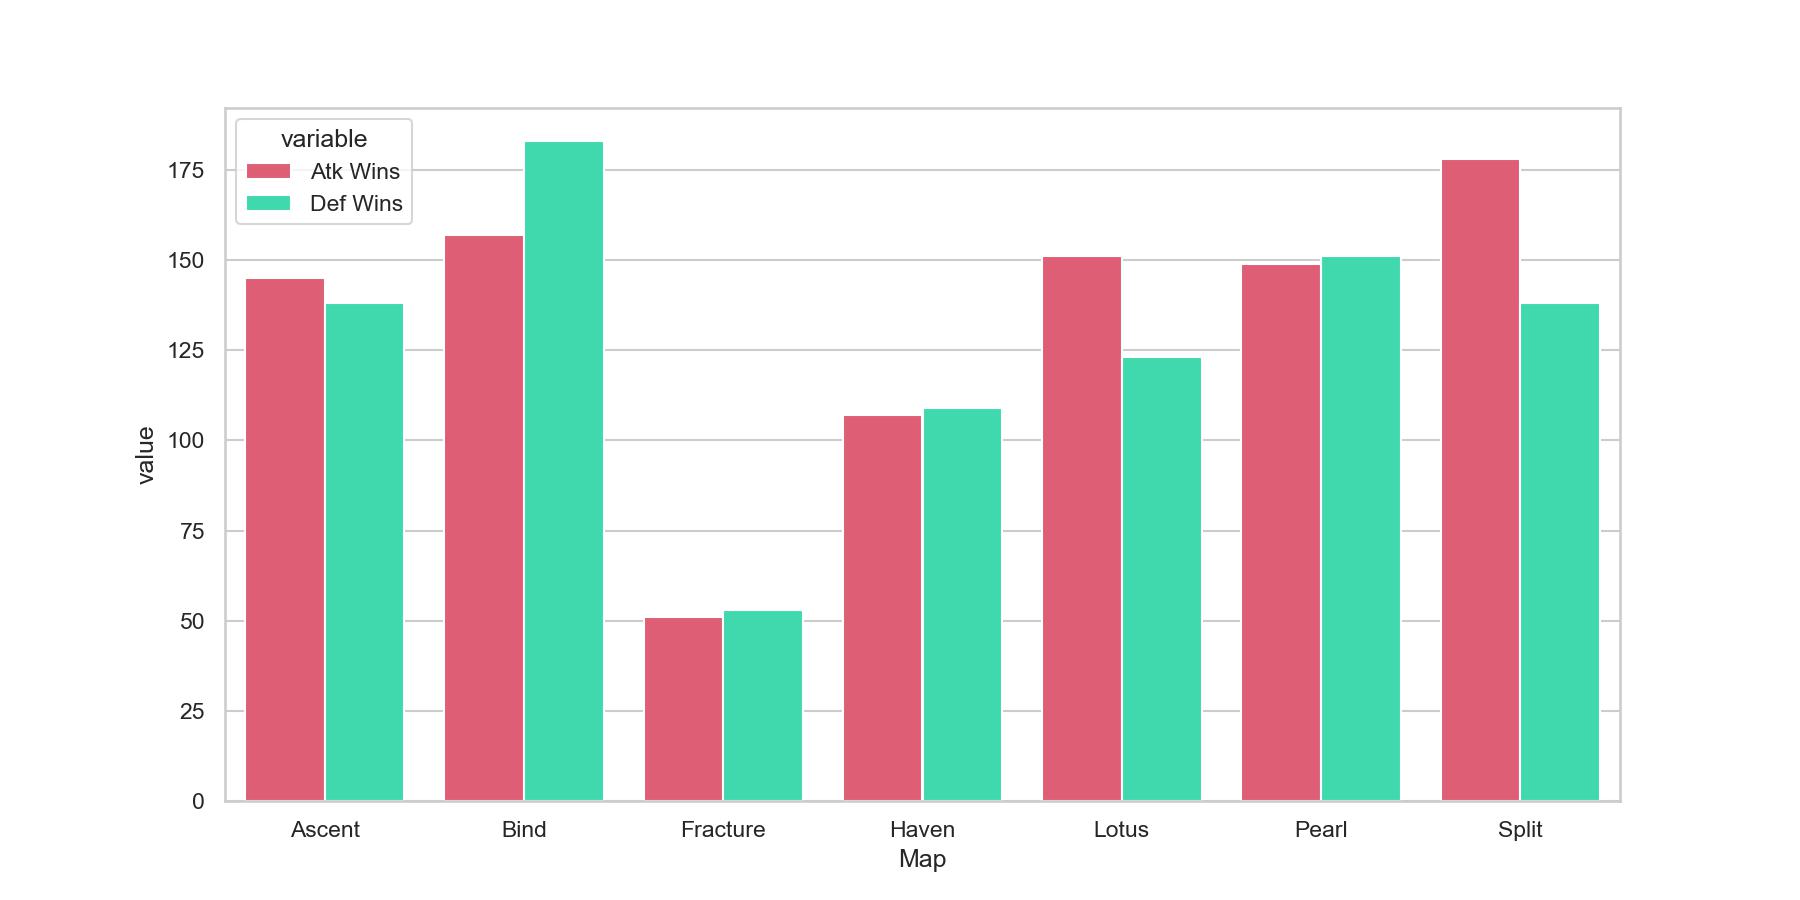 variable
Atk Wins
Def Wins
175
150
125
100
75
50
25
0
value
Ascent Bind Fracture Haven Lotus Pearl Split
Map